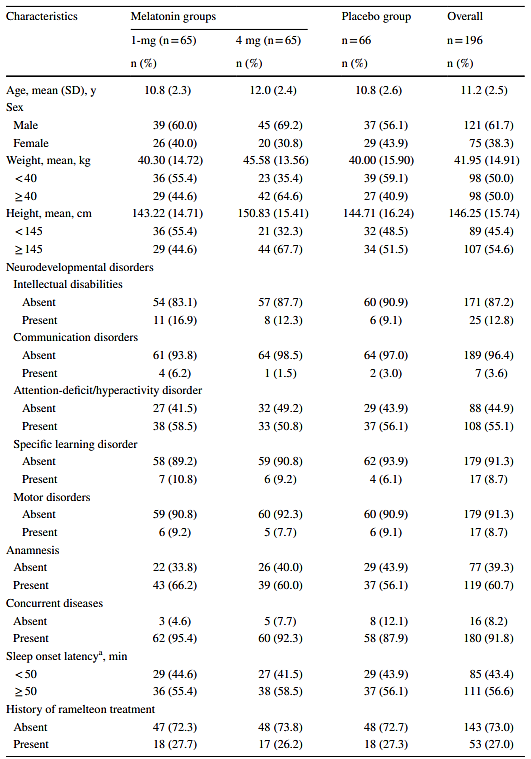 Characteristics Melatonin groups Placebo group Overall
1-mg (n=65) 4 mg (n=65) n=66 n=196
n (%) n (%) n (%) n (%)
Age, mean (SD), y 10.8 (2.3) 12.0 (2.4) 10.8 (2.6) 11.2 (2.5)
Sex
Male 39 (60.0) 45 (69.2) 37 (56.1) 121 (61.7)
Female 26 (40.0) 20 (30.8) 29 (43.9) 75 (38.3)
Weight, mean, kg 40.30 (14.72) 45.58 (13.56) 40.00 (15.90) 41.95 (14.91)
<40 36 (55.4) 23 (35.4) 39 (59.1) 98 (50.0)
≥40 29 (44.6) 42 (64.6) 27 (40.9) 98 (50.0)
Height, mean, cm 143.22 (14.71) 150.83 (15.41) 144.71 (16.24) 146.25 (15.74)
<145 36 (55.4) 21 (32.3) 32 (48.5) 89 (45.4)
≥145 29 (44.6) 44 (67.7) 34 (51.5) 107 (54.6)
Neurodevelopmental disorders
Intellectual disabilities
Absent 54 (83.1) 57 (87.7) 60 (90.9) 171 (87.2)
Present 11 (16.9) 8 (12.3) 6 (9.1) 25 (12.8)
Communication disorders
Absent 61 (93.8) 64 (98.5) 64 (97.0) 189 (96.4)
Present 4 (6.2) 1 (1.5) 2 (3.0) 7 (3.6)
Attention-deficit/hyperactivity disorder
Absent 27 (41.5) 32 (49.2) 29 (43.9) 88 (44.9)
Present 38 (58.5) 33 (50.8) 37 (56.1) 108 (55.1)
Specific learning disorder
Absent 58 (89.2) 59 (90.8) 62 (93.9) 179 (91.3)
Present 7 (10.8) 6 (9.2) 4 (6.1) 17 (8.7)
Motor disorders
Absent 59 (90.8) 60 (92.3) 60 (90.9) 179 (91.3)
Present 6 (9.2) 5 (7.7) 6 (9.1) 17 (8.7)
Anamnesis
Absent 22 (33.8) 26 (40.0) 29 (43.9) 77 (39.3)
Present 43 (66.2) 39 (60.0) 37 (56.1) 119 (60.7)
Concurrent diseases
Absent 3 (4.6) 5 (7.7) 8 (12.1) 16 (8.2)
Present 62 (95.4) 60 (92.3) 58 (87.9) 180 (91.8)
Sleep onset latencyᵃ, min
<50 29 (44.6) 27 (41.5) 29 (43.9) 85 (43.4)
≥50 36 (55.4) 38 (58.5) 37 (56.1) 111 (56.6)
History of ramelteon treatment
Absent 47 (72.3) 48 (73.8) 48 (72.7) 143 (73.0)
Present 18 (27.7) 17 (26.2) 18 (27.3) 53 (27.0)